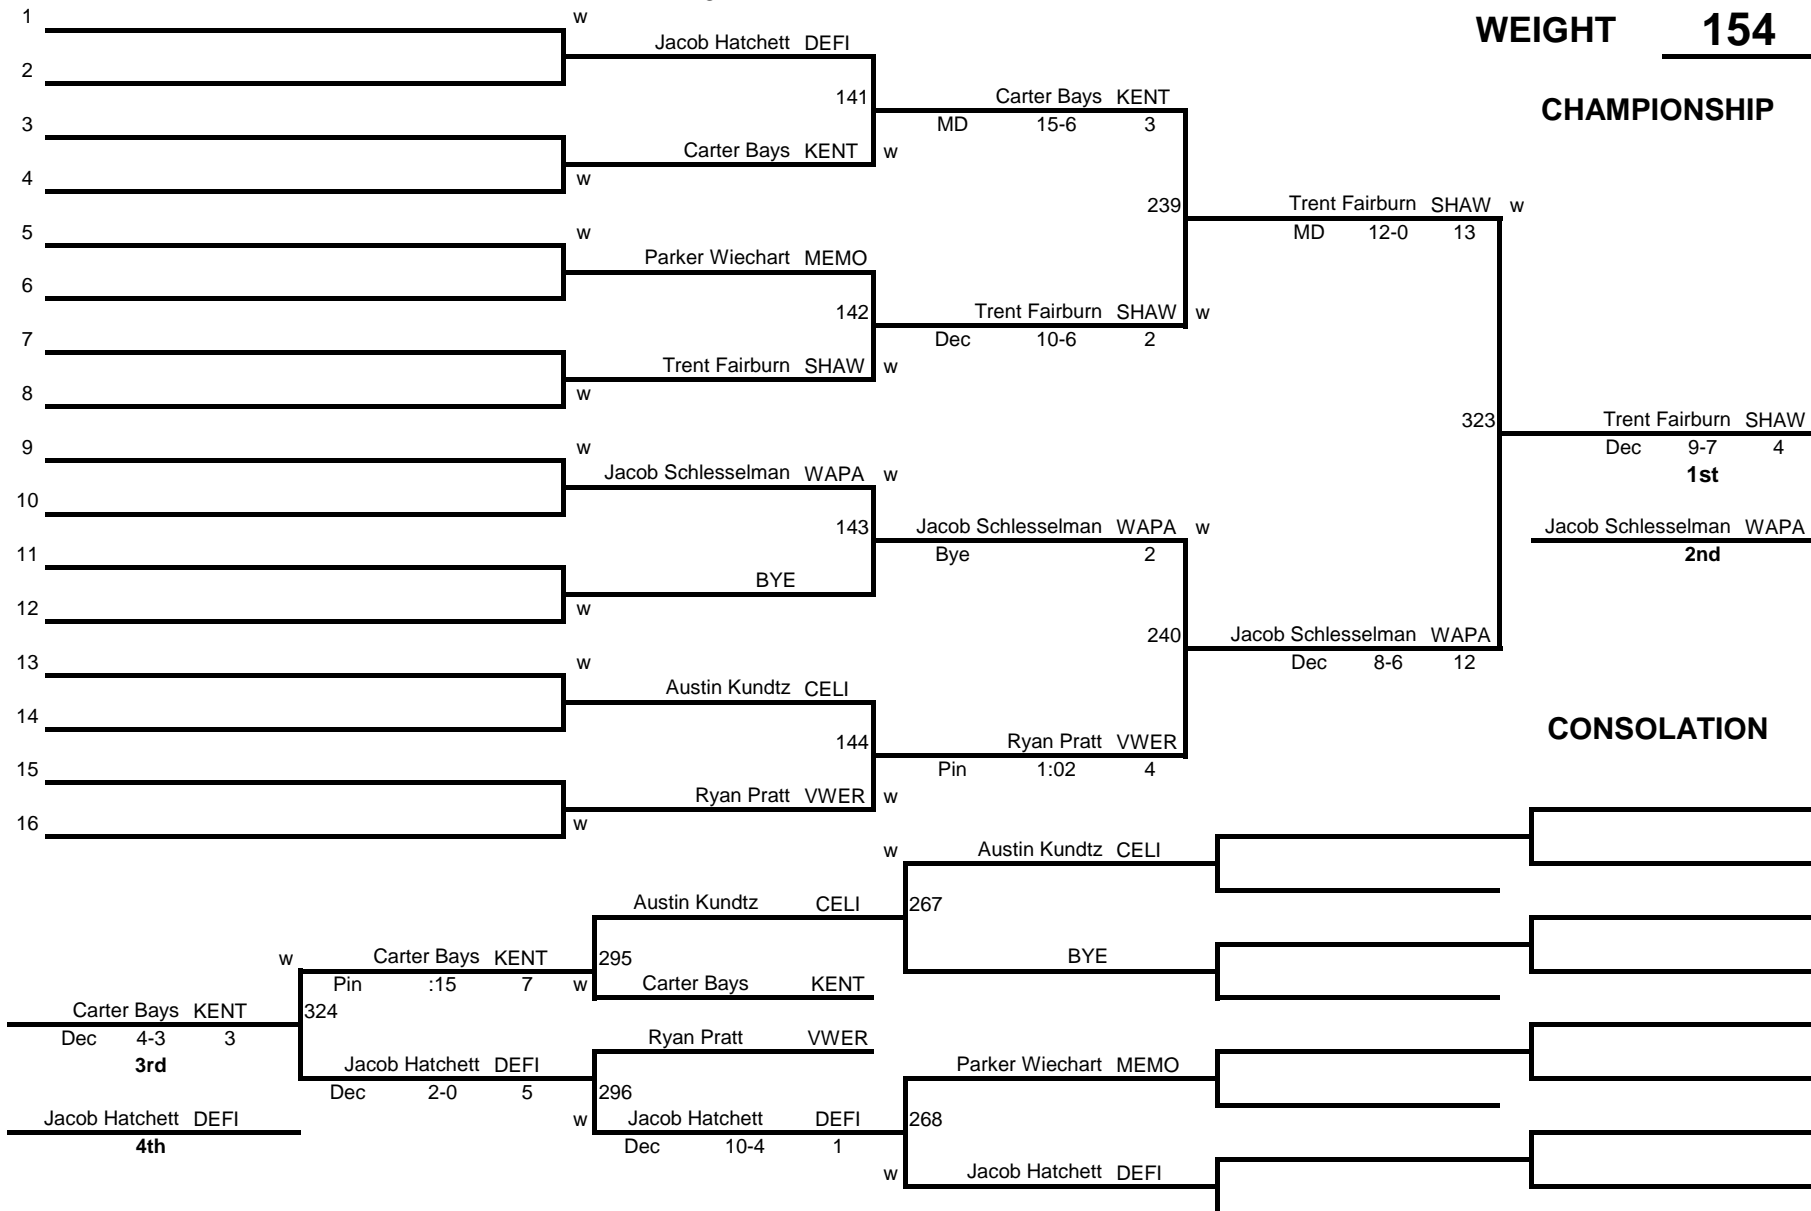 1 w
WEIGHT 154
Jacob Hatchett DEFI
2
141 Carter Bays KENT
CHAMPIONSHIP
MD 15-6 3
3
Carter Bays KENT w
4 w
239 Trent Fairburn SHAW w
MD 12-0 13
5 w
Parker Wiechart MEMO
6
142 Trent Fairburn SHAW w
Dec 10-6 2
7
Trent Fairburn SHAW w
8 w
323 Trent Fairburn SHAW
Dec 9-7 4
9 w
Jacob Schlesselman WAPA w
1st
10
143 Jacob Schlesselman WAPA w
Jacob Schlesselman WAPA
Bye 2
2nd
11
BYE
12 w
240 Jacob Schlesselman WAPA
Dec 8-6 12
13 w
Austin Kundtz CELI
14
CONSOLATION
144 Ryan Pratt VWER
Pin 1:02 4
15
Ryan Pratt VWER w
16 w
w Austin Kundtz CELI
Austin Kundtz CELI 267
w Carter Bays KENT 295 BYE
Pin :15 7 w Carter Bays KENT
Carter Bays KENT 324
Dec 4-3 3 Ryan Pratt VWER
3rd Jacob Hatchett DEFI Parker Wiechart MEMO
Dec 2-0 5 296
Jacob Hatchett DEFI w Jacob Hatchett DEFI 268
4th Dec 10-4 1
w Jacob Hatchett DEFI